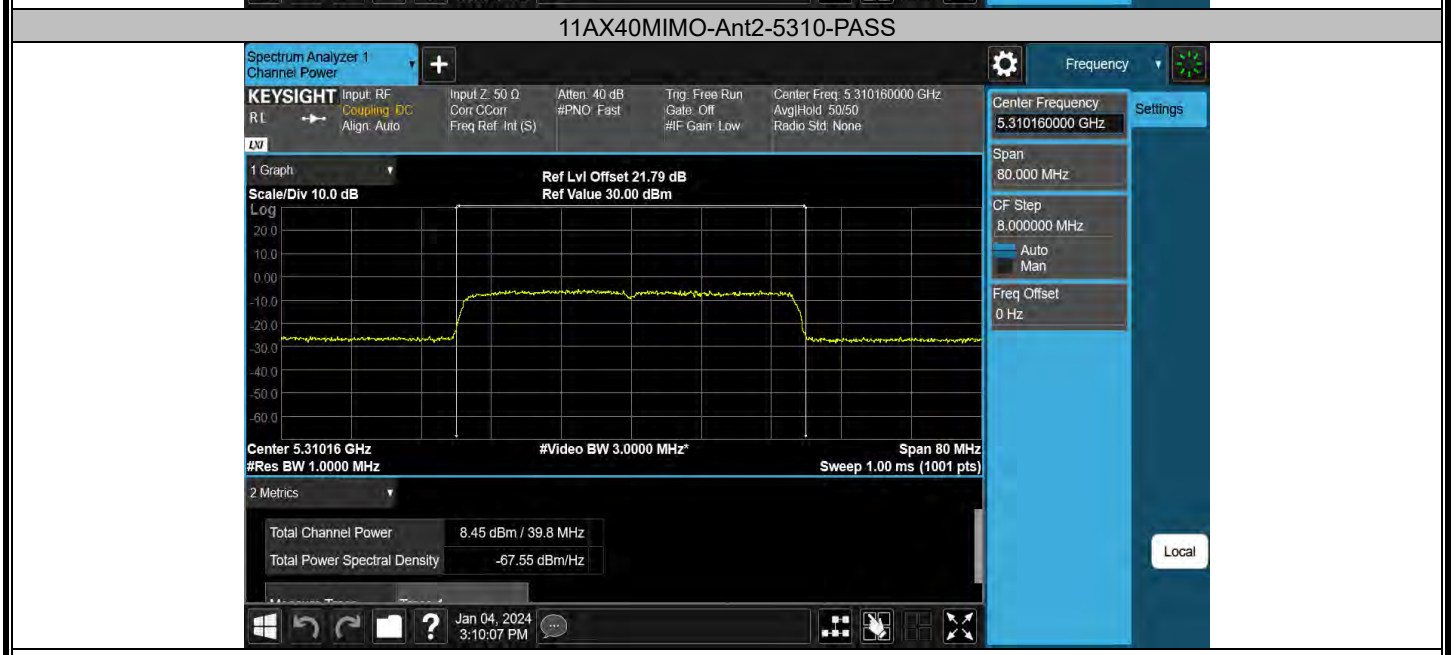 11AX40MIMO-Ant2-5310-PASS
Spectrum Analyzer 1
Channel Power
Frequency
KEYSIGHT
RL
LXI
Input: RF
Coupling: DC
Align: Auto
Input Z: 50 Ω
Corr CCorr
Freq Ref: Int (S)
Atten: 40 dB
#PNO: Fast
Trig: Free Run
Gate: Off
#IF Gain: Low
Center Freq: 5.310160000 GHz
Avg|Hold: 50/50
Radio Std: None
Center Frequency
5.310160000 GHz
Settings
Span
80.000 MHz
CF Step
8.000000 MHz
Auto
Man
Freq Offset
0 Hz
1 Graph
Ref Lvl Offset 21.79 dB
Scale/Div 10.0 dB
Ref Value 30.00 dBm
Log
20.0
10.0
0.00
-10.0
-20.0
-30.0
-40.0
-50.0
-60.0
Center 5.31016 GHz
#Video BW 3.0000 MHz*
Span 80 MHz
#Res BW 1.0000 MHz
Sweep 1.00 ms (1001 pts)
2 Metrics
Total Channel Power
8.45 dBm / 39.8 MHz
Total Power Spectral Density
-67.55 dBm/Hz
Local
?
Jan 04, 2024
3:10:07 PM